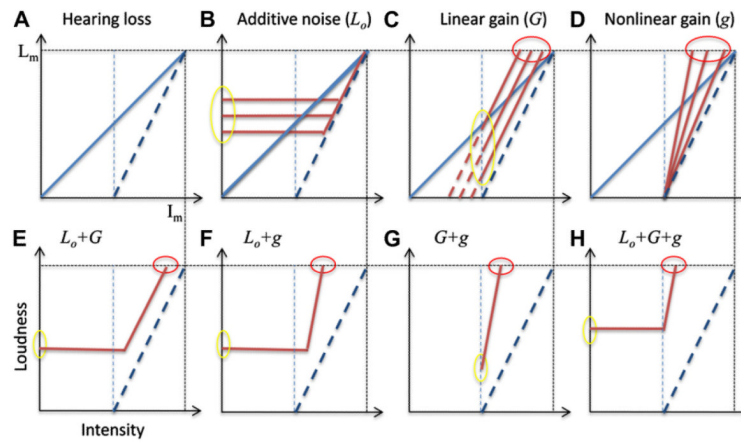 A Hearing loss
B Additive noise (Lₒ)
C Linear gain (G)
D Nonlinear gain (g)
Lₘ
Iₘ
E Lₒ+G
F Lₒ+g
G G+g
H Lₒ+G+g
Loudness
Intensity